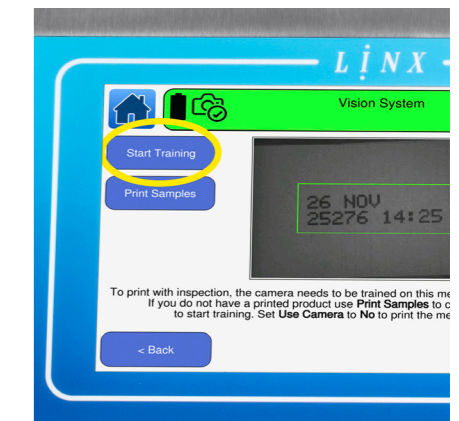 LINX
Vision System
Start Training
Print Samples
26 NOV
25276 14:25
To print with inspection, the camera needs to be trained on this
If you do not have a printed product use Print Samples to
to start training. Set Use Camera to No to print the
< Back